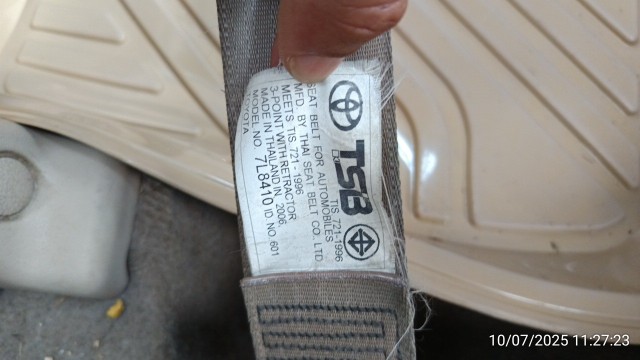 TSB
TIS 721-1996
SEAT BELT FOR AUTOMOBILES
MFD. BY THAI SEAT BELT CO. LTD
MEETS TIS. 721-1996
3-POINT WITH RETRACTOR
MADE IN THAILAND IN 2006
MODEL NO. 7L8410 ID.NO. 601
TOYOTA
10/07/2025 11:27:23